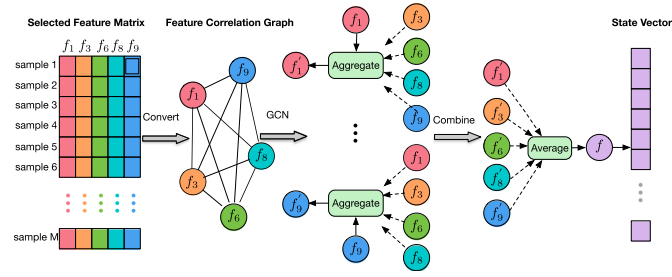 Selected Feature Matrix
f₁ f₃ f₆ f₈ f₉
sample 1
sample 2
sample 3
sample 4
sample 5
sample 6
sample M
Convert
Feature Correlation Graph
f₁
f₉
f₈
f₃
f₆
GCN
f₁
f₃
f₁′
Aggregate
f₆
f₈
f₉
f₁
f₃
f₉′
Aggregate
f₆
f₉
f₈
Combine
f₁′
f₃′
f₆′
f₈′
f₉′
Average
f
State Vector